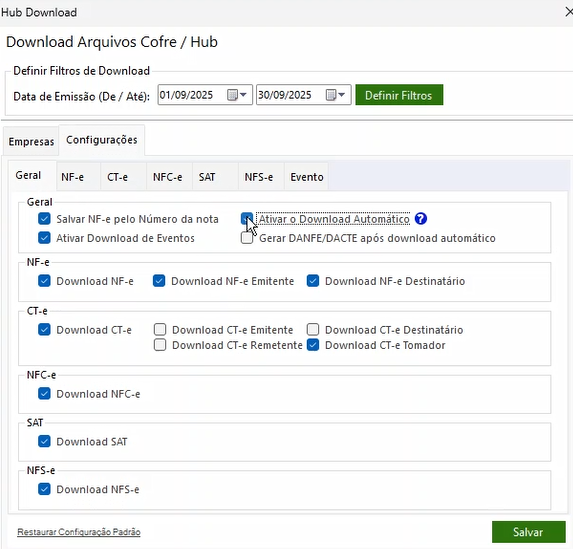 Hub Download
Download Arquivos Cofre / Hub
Definir Filtros de Download
Data de Emissão (De / Até): 01/09/2025 30/09/2025 Definir Filtros
Empresas Configurações
Geral NF-e CT-e NFC-e SAT NFS-e Evento
Geral
Salvar NF-e pelo Número da nota Ativar o Download Automático ?
Ativar Download de Eventos Gerar DANFE/DACTE após download automático
NF-e
Download NF-e Download NF-e Emitente Download NF-e Destinatário
CT-e
Download CT-e Download CT-e Emitente Download CT-e Destinatário
Download CT-e Remetente Download CT-e Tomador
NFC-e
Download NFC-e
SAT
Download SAT
NFS-e
Download NFS-e
Restaurar Configuração Padrão Salvar